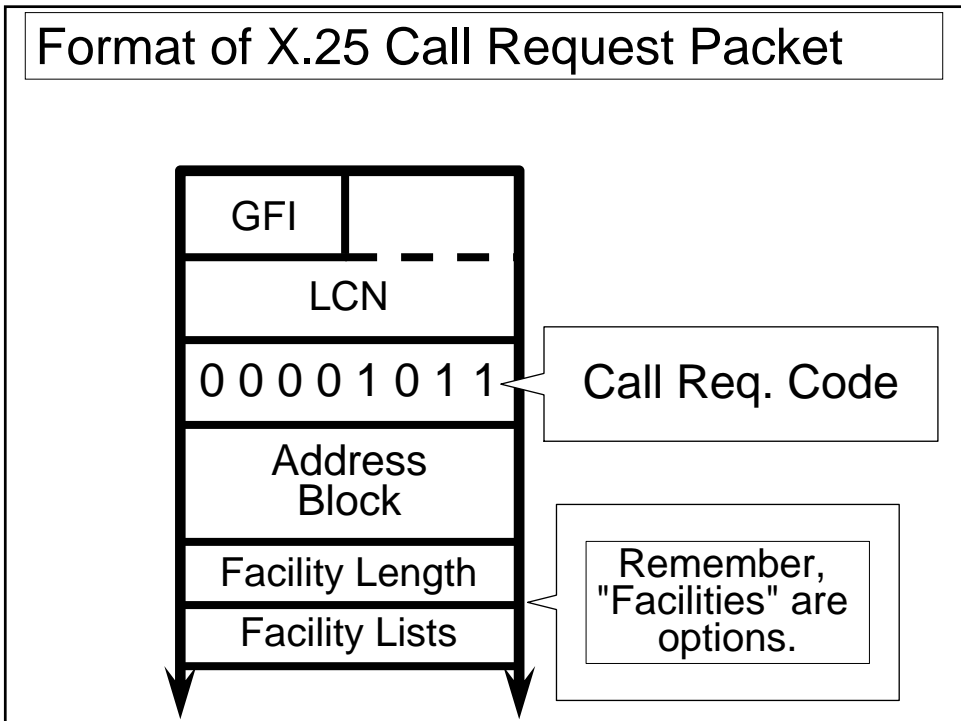 Format of X.25 Call Request Packet
GFI
LCN
0 0 0 0 1 0 1 1
Call Req. Code
Address
Block
Facility Length
Facility Lists
Remember,
"Facilities" are
options.